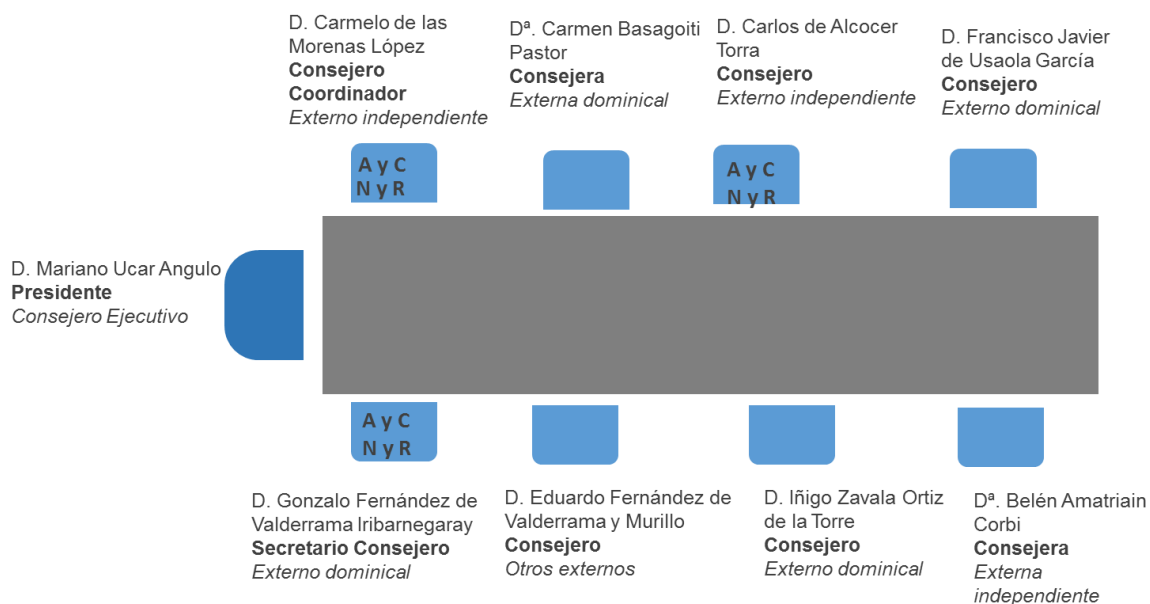 D. Carmelo de las
Morenas López
Consejero
Coordinador
Externo independiente
Dª. Carmen Basagoiti
Pastor
Consejera
Externa dominical
D. Carlos de Alcocer
Torra
Consejero
Externo independiente
D. Francisco Javier
de Usaola García
Consejero
Externo dominical
A y C
N y R
A y C
N y R
D. Mariano Ucar Angulo
Presidente
Consejero Ejecutivo
A y C
N y R
D. Gonzalo Fernández de
Valderrama Iribarnegaray
Secretario Consejero
Externo dominical
D. Eduardo Fernández de
Valderrama y Murillo
Consejero
Otros externos
D. Iñigo Zavala Ortiz
de la Torre
Consejero
Externo dominical
Dª. Belén Amatriain
Corbi
Consejera
Externa
independiente